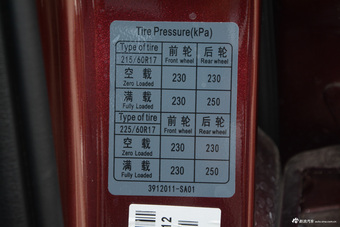 Tire Pressure(kPa)
Type of tire 前轮 后轮
215/60R17 Front wheel Rear wheel
空载 230 230
Zero Loaded
满载 230 250
Fully Loaded
Type of tire 前轮 后轮
225/60R17 Front wheel Rear wheel
空载 230 230
Zero Loaded
满载 230 250
Fully Loaded
3912011-SA01
12